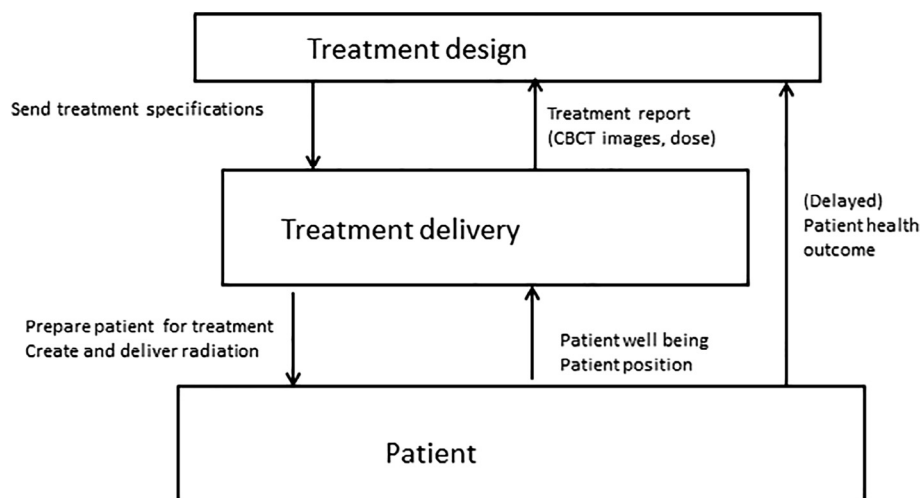 Treatment design
Send treatment specifications
Treatment report
(CBCT images, dose)
(Delayed)
Patient health
outcome
Treatment delivery
Prepare patient for treatment
Create and deliver radiation
Patient well being
Patient position
Patient